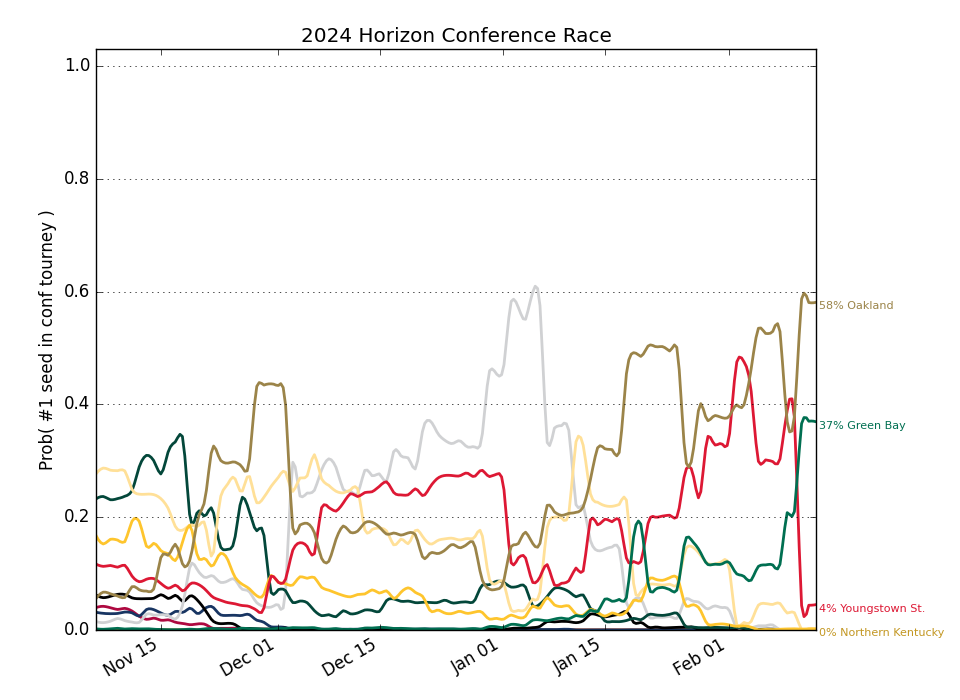 2024 Horizon Conference Race
Prob( #1 seed in conf tourney )
1.0
0.8
0.6
0.4
0.2
0.0
58% Oakland
37% Green Bay
4% Youngstown St.
0% Northern Kentucky
Nov 15
Dec 01
Dec 15
Jan 01
Jan 15
Feb 01